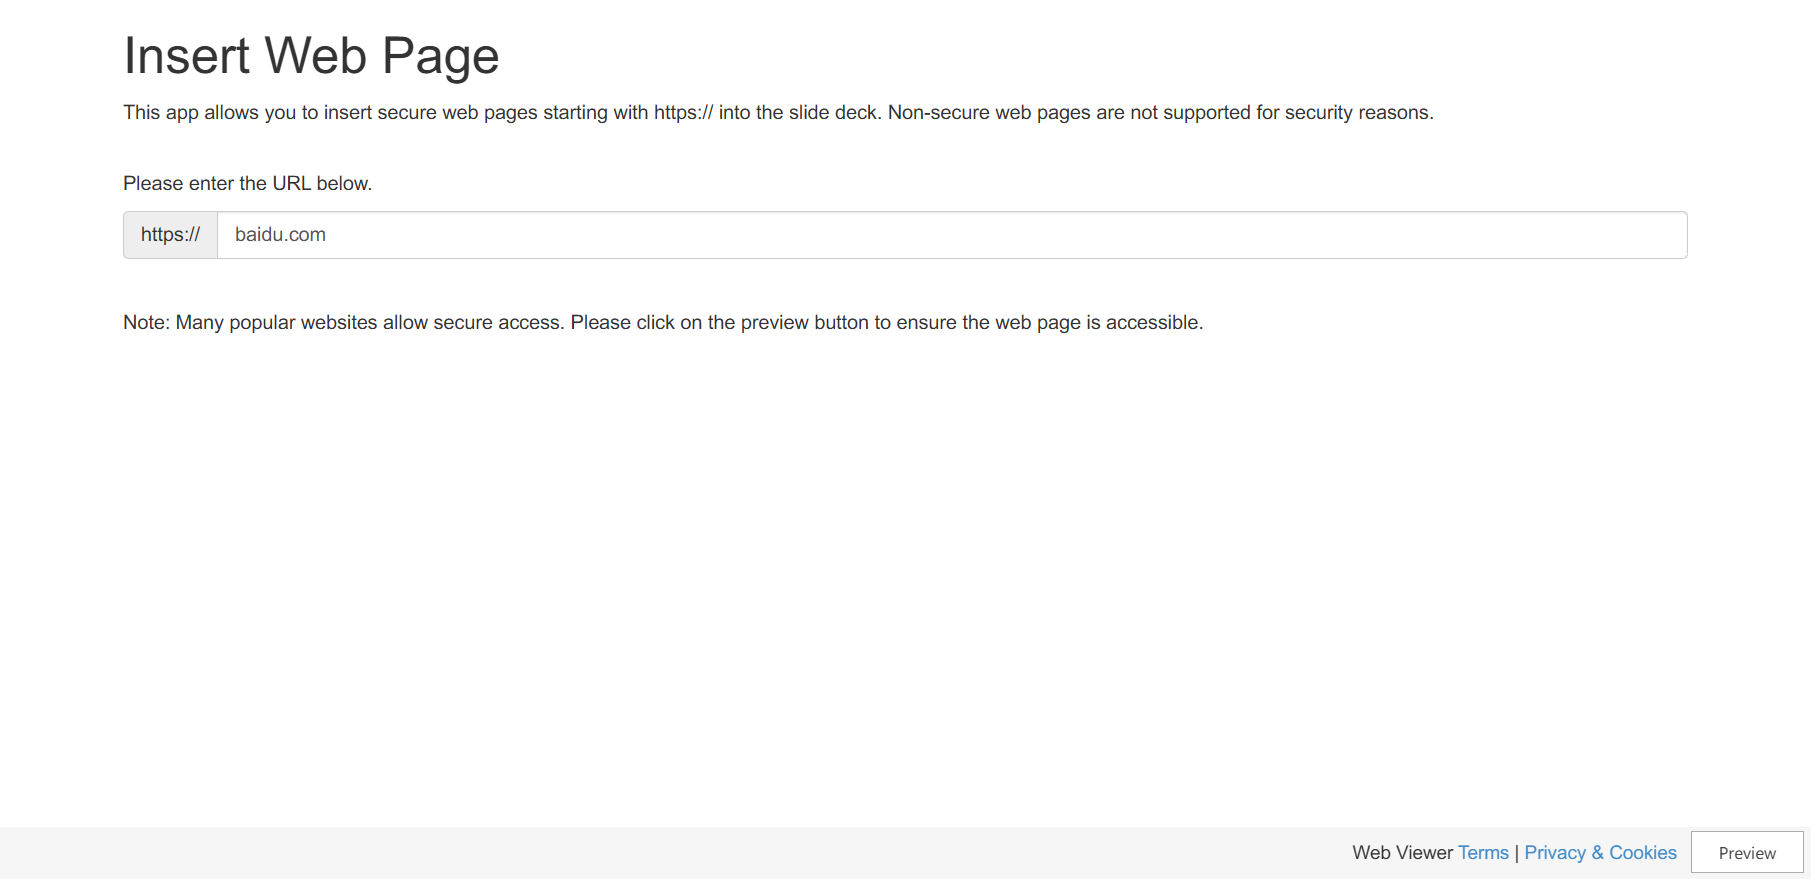 Insert Web Page
This app allows you to insert secure web pages starting with https:// into the slide deck. Non-secure web pages are not supported for security reasons.
Please enter the URL below.
https:// baidu.com
Note: Many popular websites allow secure access. Please click on the preview button to ensure the web page is accessible.
Web Viewer Terms | Privacy & Cookies Preview